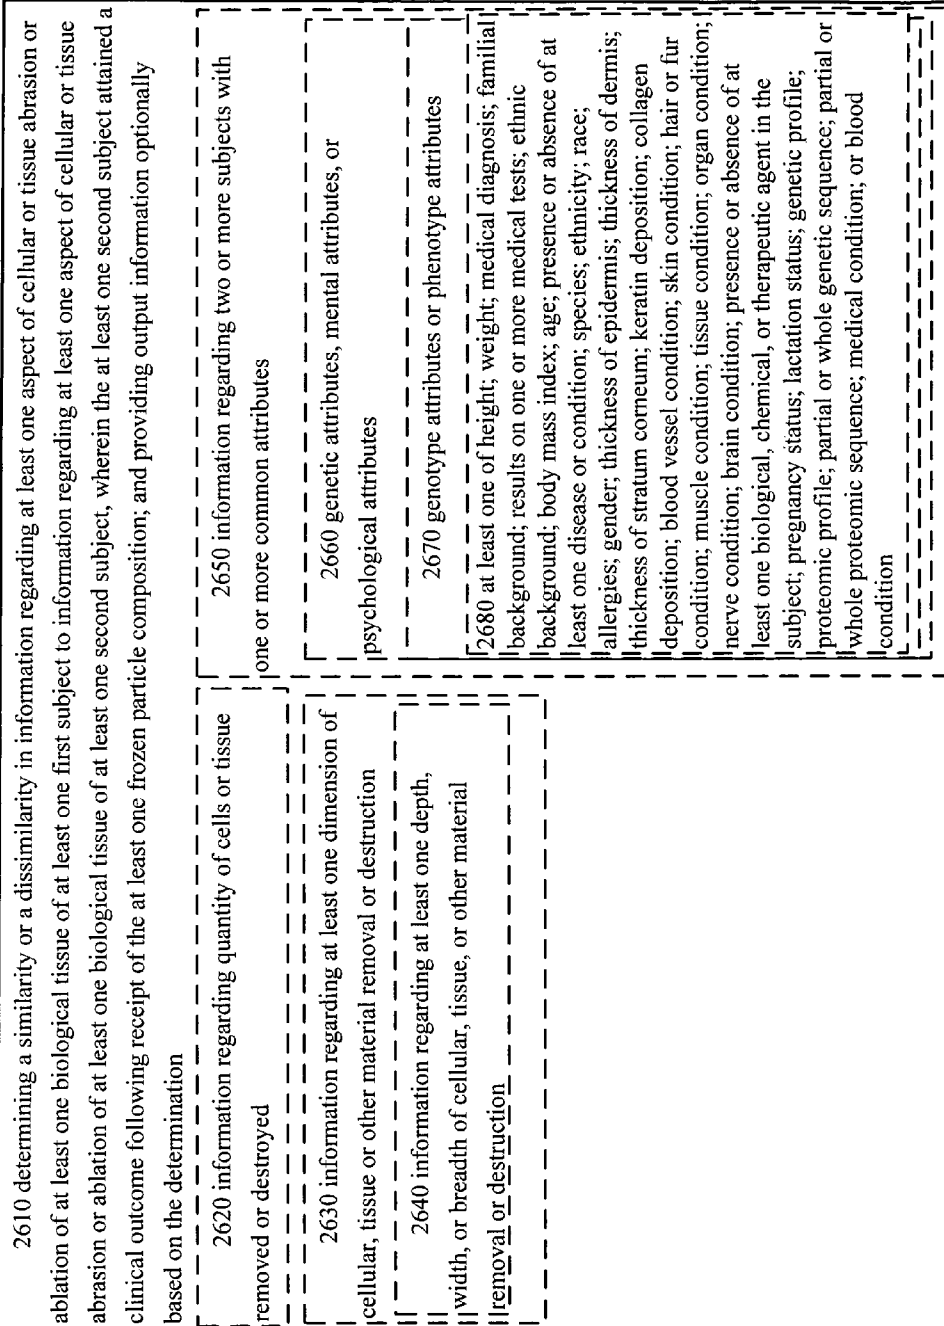 2610 determining a similarity or a dissimilarity in information regarding at least one aspect of cellular or tissue abrasion or
ablation of at least one biological tissue of at least one first subject to information regarding at least one aspect of cellular or tissue
abrasion or ablation of at least one biological tissue of at least one second subject, wherein the at least one second subject attained a
clinical outcome following receipt of the at least one frozen particle composition; and providing output information optionally
based on the determination
2620 information regarding quantity of cells or tissue
removed or destroyed
2630 information regarding at least one dimension of
cellular, tissue or other material removal or destruction
2640 information regarding at least one depth,
width, or breadth of cellular, tissue, or other material
removal or destruction
2650 information regarding two or more subjects with
one or more common attributes
2660 genetic attributes, mental attributes, or
psychological attributes
2670 genotype attributes or phenotype attributes
2680 at least one of height; weight; medical diagnosis; familial
background; results on one or more medical tests; ethnic
background; body mass index; age; presence or absence of at
least one disease or condition; species; ethnicity; race;
allergies; gender; thickness of epidermis; thickness of dermis;
thickness of stratum corneum; keratin deposition; collagen
deposition; blood vessel condition; skin condition; hair or fur
condition; muscle condition; tissue condition; organ condition;
nerve condition; brain condition; presence or absence of at
least one biological, chemical, or therapeutic agent in the
subject; pregnancy status; lactation status; genetic profile;
proteomic profile; partial or whole genetic sequence; partial or
whole proteomic sequence; medical condition; or blood
condition